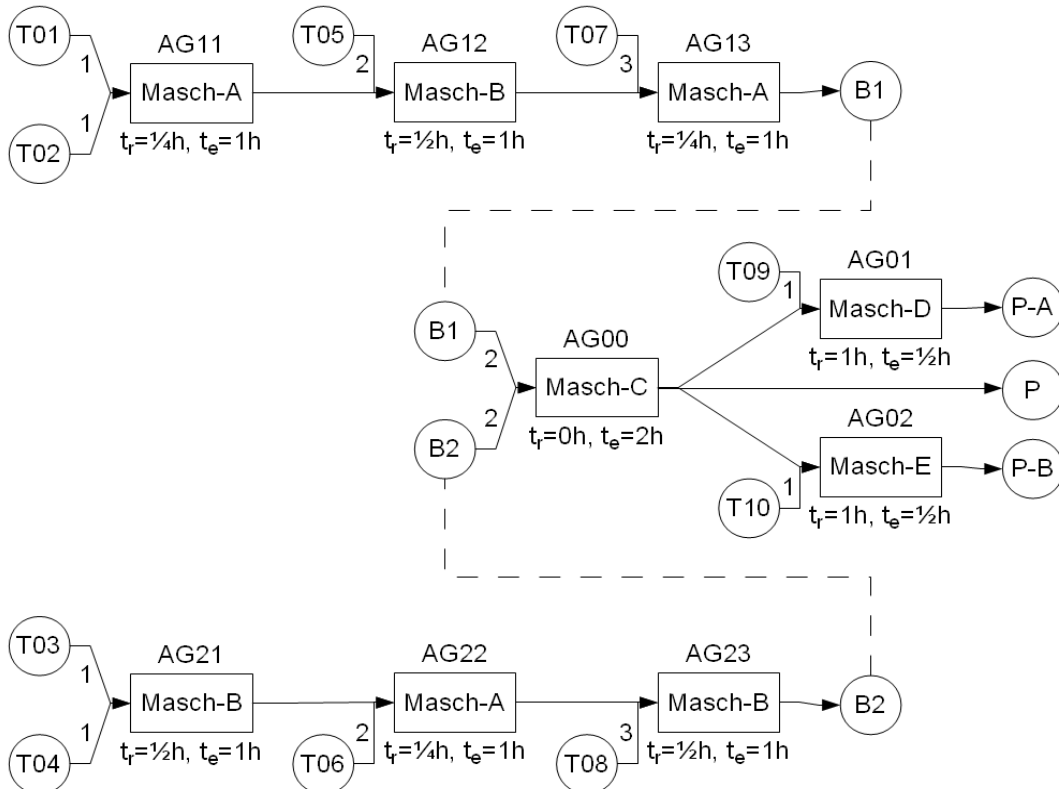 T01
T05
T07
AG11
AG12
AG13
1
2
3
Masch-A
Masch-B
Masch-A
B1
1
T02
tr=¼h, te=1h
tr=½h, te=1h
tr=¼h, te=1h
T09
AG01
1
Masch-D
P-A
B1
2
AG00
tr=1h, te=½h
Masch-C
P
2
B2
tr=0h, te=2h
AG02
Masch-E
P-B
1
T10
tr=1h, te=½h
T03
AG21
AG22
AG23
1
Masch-B
Masch-A
Masch-B
B2
1
2
3
T04
tr=½h, te=1h
T06
tr=¼h, te=1h
T08
tr=½h, te=1h